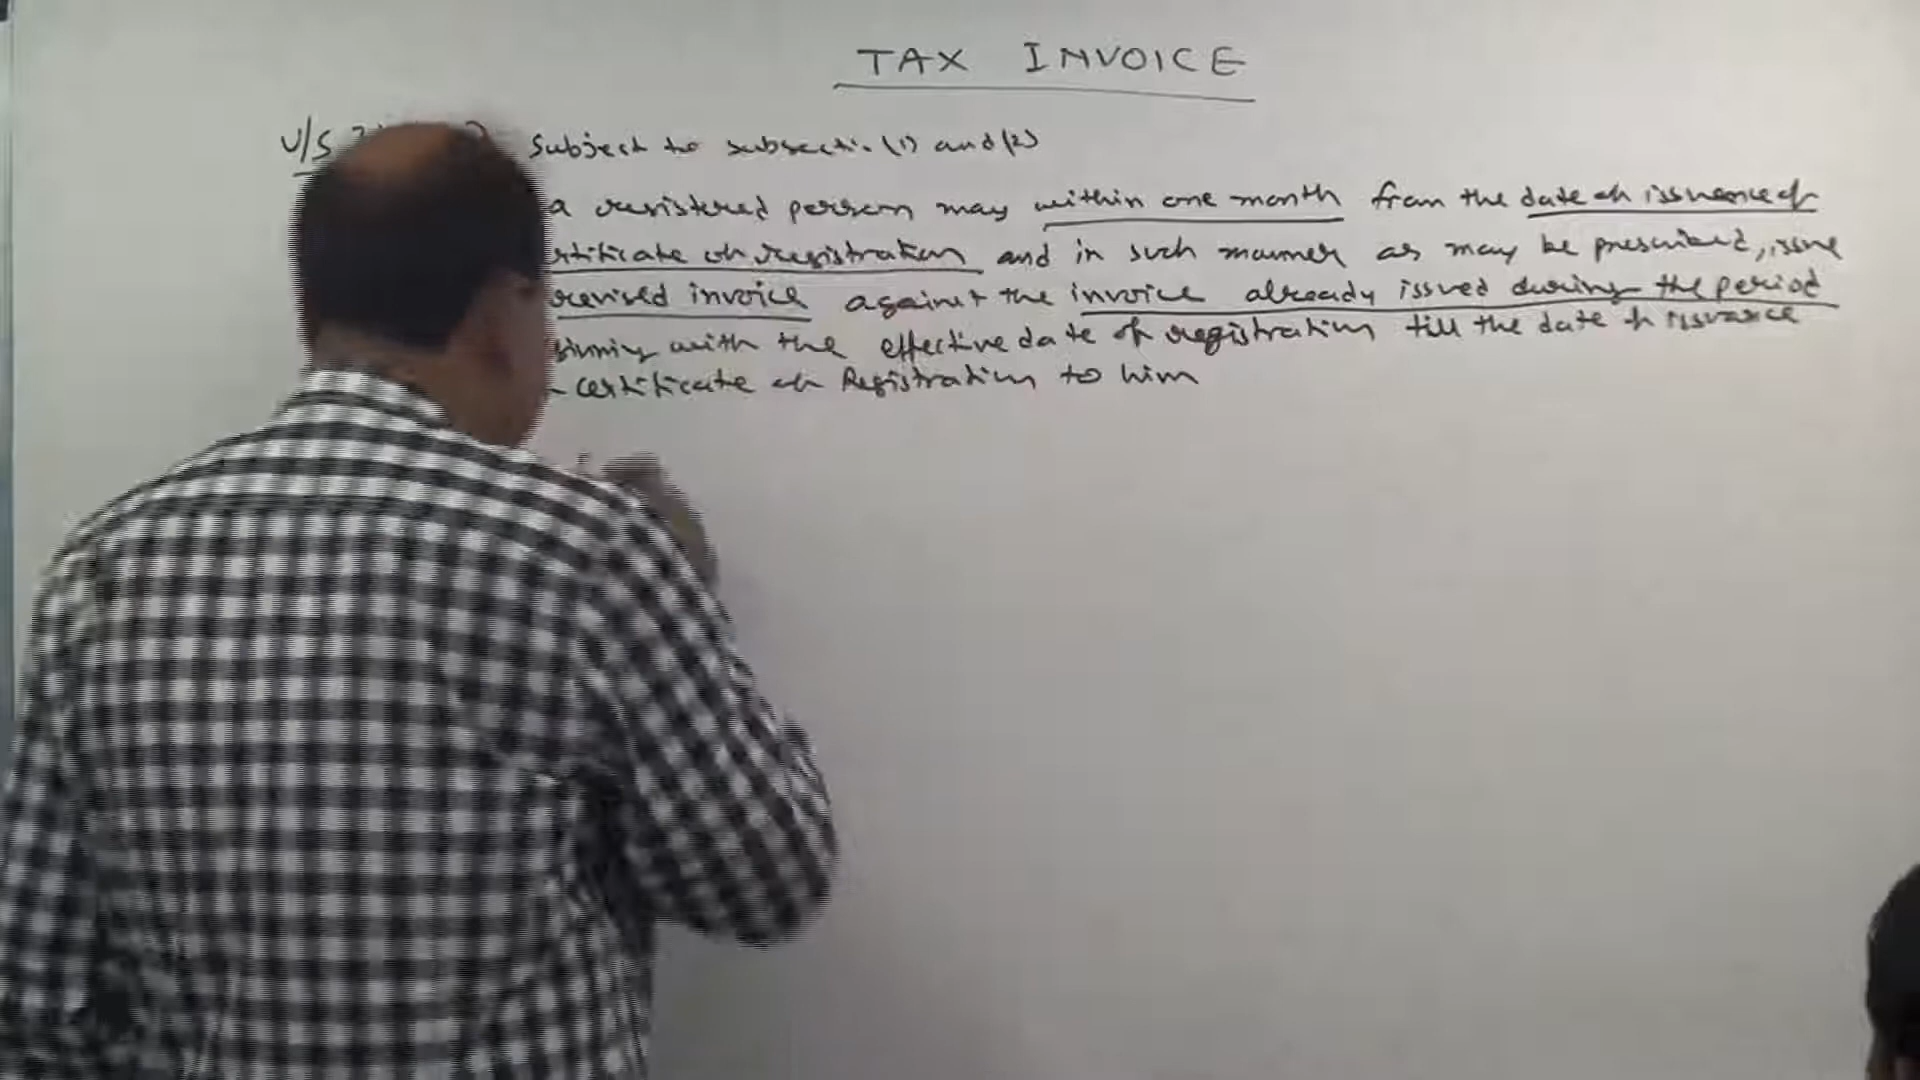 TAX INVOICE
U/S Subject to subsection (1) and (2)
a registered person may within one month from the date of issuance of
rtificate of registration and in such manner as may be prescribed, issue
revised invoice against the invoice already issued during the period
ginning with the effective date of registration till the date of issuance
certificate of Registration to him